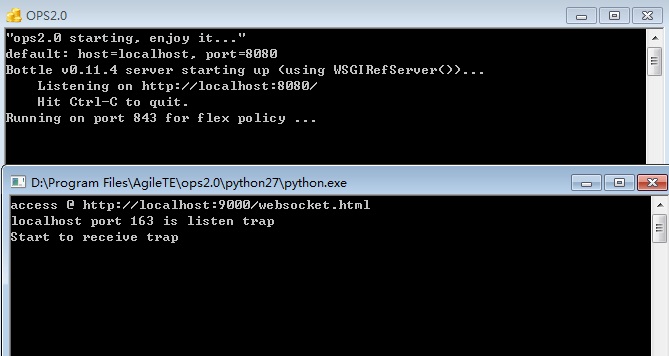 OPS2.0
"ops2.0 starting, enjoy it..."
default: host=localhost, port=8080
Bottle v0.11.4 server starting up (using WSGIRefServer())...
Listening on http://localhost:8080/
Hit Ctrl-C to quit.
Running on port 843 for flex policy ...
D:\Program Files\AgileTE\ops2.0\python27\python.exe
access @ http://localhost:9000/websocket.html
localhost port 163 is listen trap
Start to receive trap